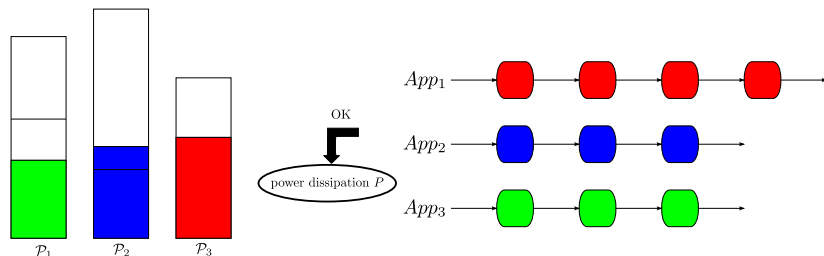 OK
power dissipation P
P1
P2
P3
App1
App2
App3